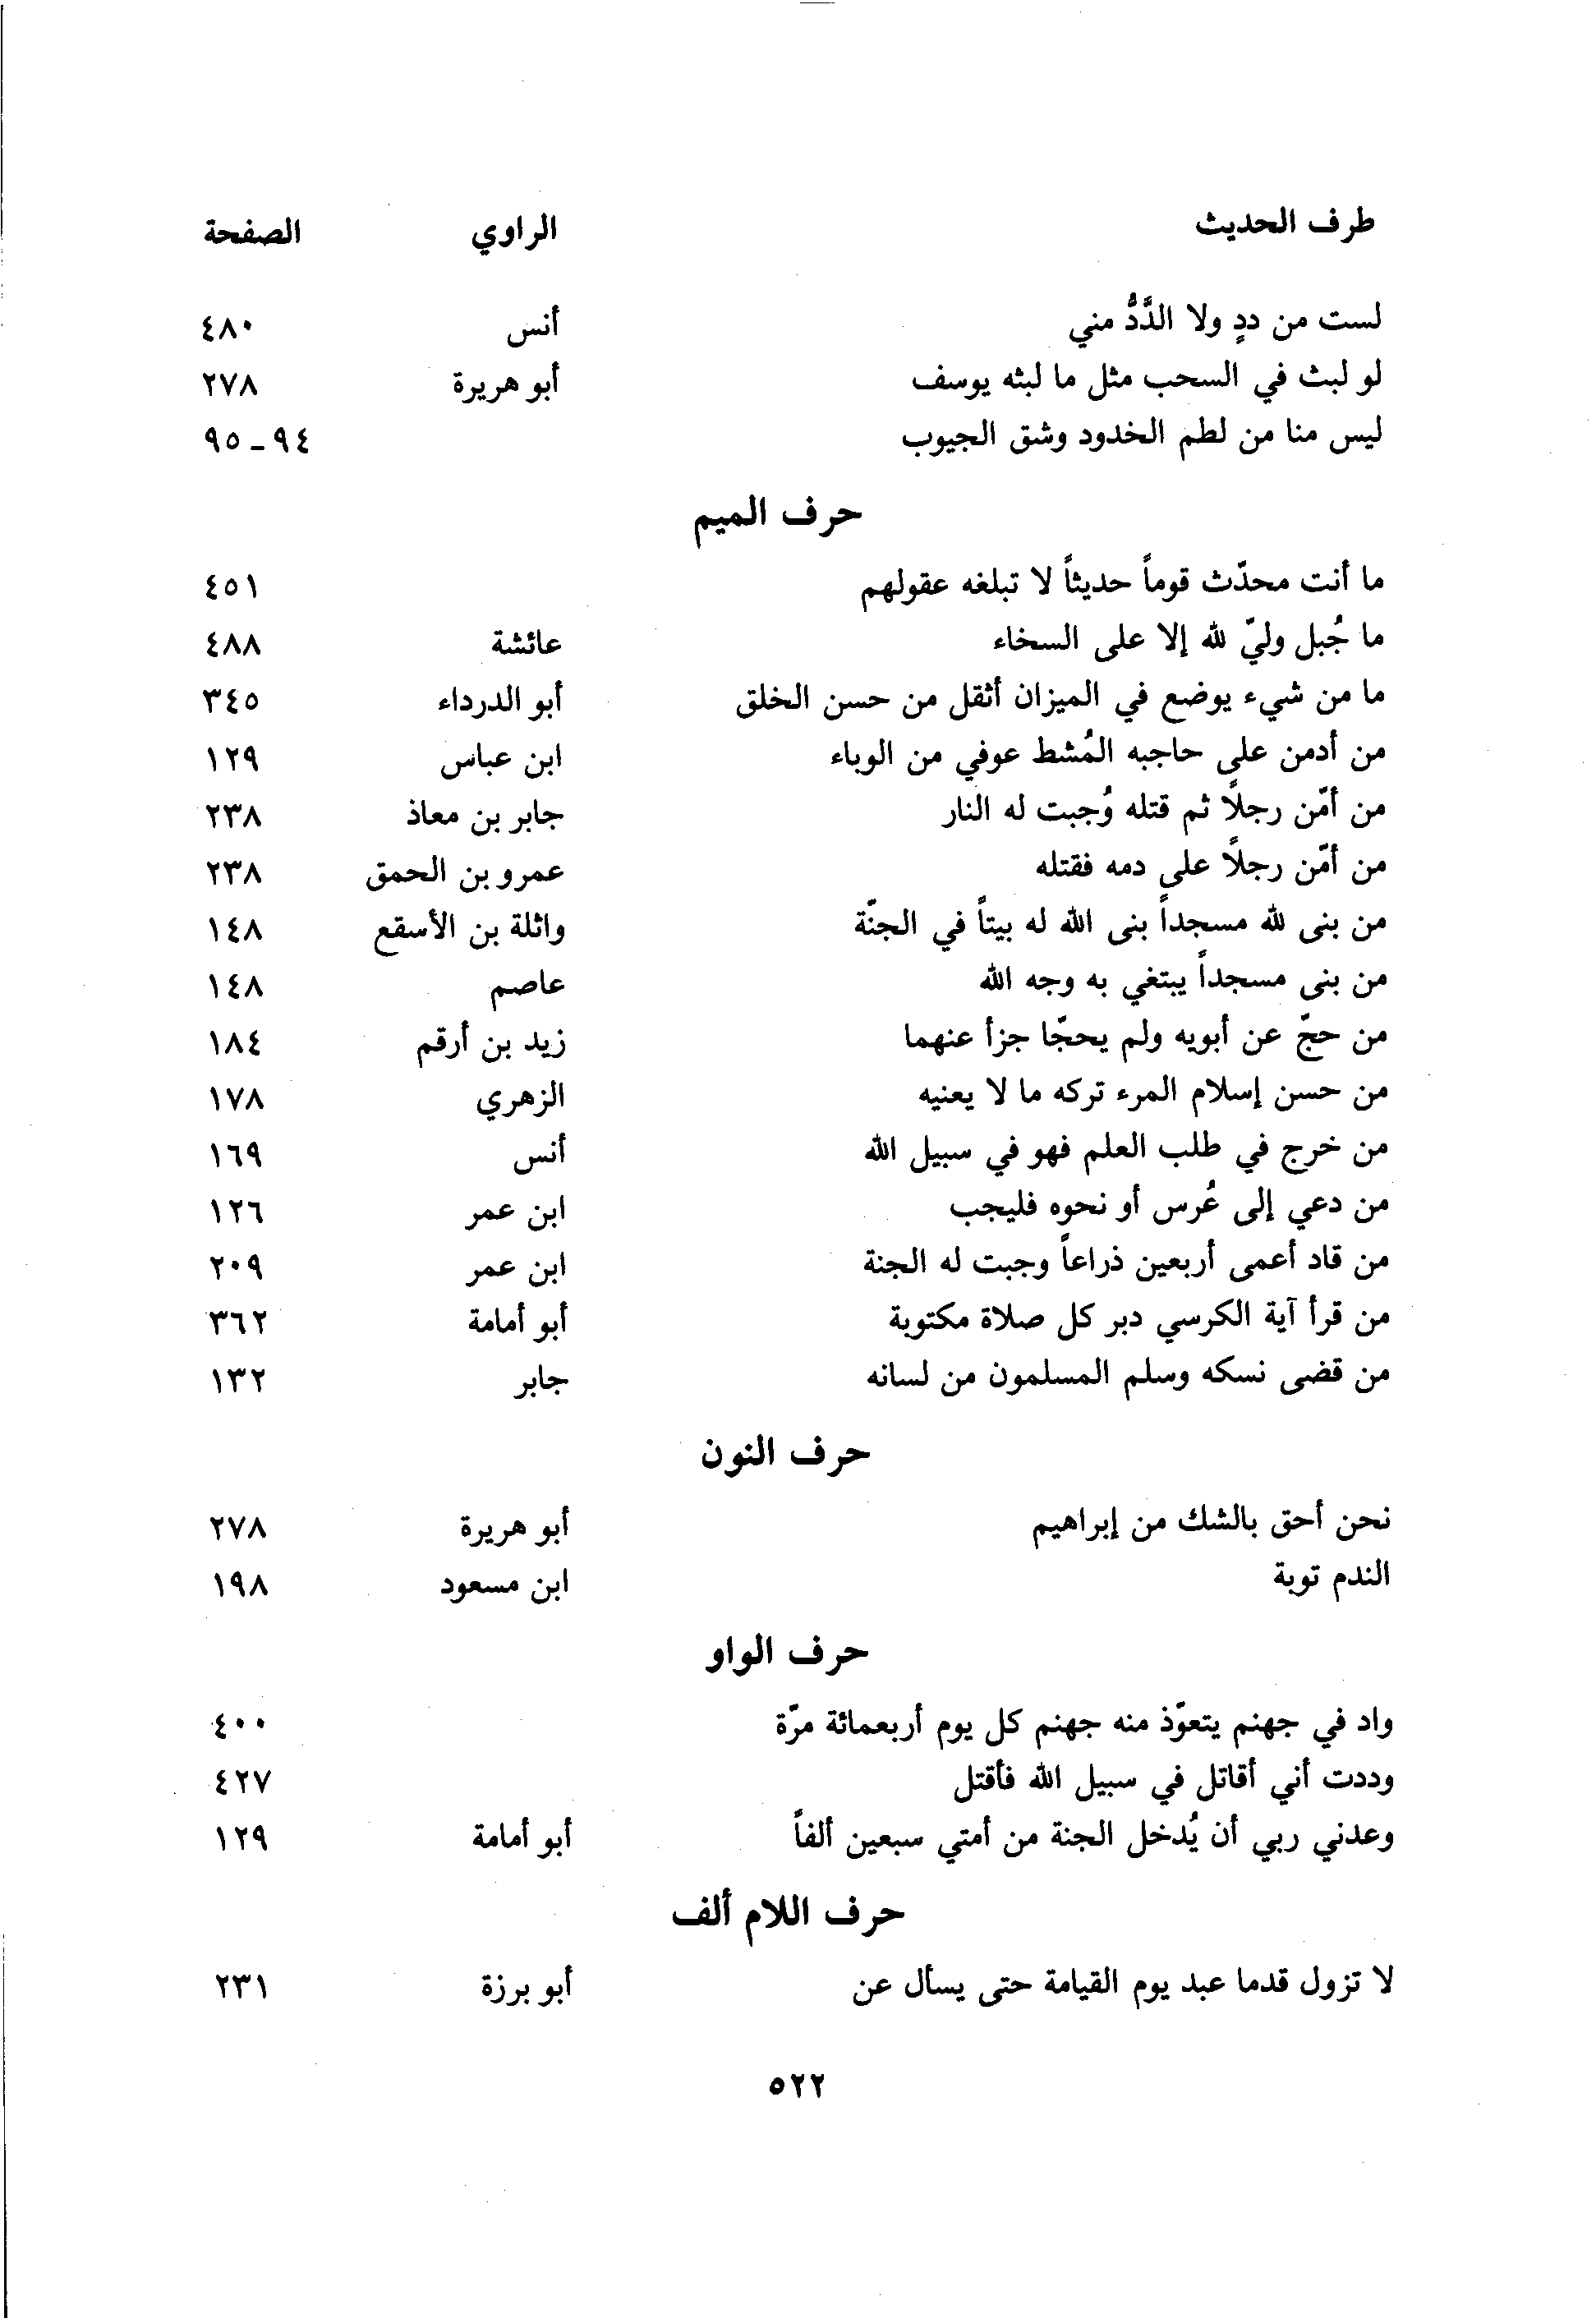 طرف الحديث الراوي الصفحة
لست من ددٍ ولا الدَّدُّ مني أنس ٤٨٠
لو لبث في السحب مثل ما لبثه يوسف أبو هريرة ٢٧٨
ليس منا من لطم الخدود وشق الجيوب ٩٤ - ٩٥
حرف الميم
ما أنت محدّث قوماً حديثاً لا تبلغه عقولهم ٤٥١
ما جُبل وليّ لله إلا على السخاء عائشة ٤٨٨
ما من شيء يوضع في الميزان أثقل من حسن الخلق أبو الدرداء ٣٤٥
من أدمن على حاجبه المُشط عوفي من الوباء ابن عباس ١٢٩
من أمّن رجلاً ثم قتله وُجبت له النار جابر بن معاذ ٢٣٨
من أمّن رجلاً على دمه فقتله عمرو بن الحمق ٢٣٨
من بنى لله مسجداً بنى الله له بيتاً في الجنّة واثلة بن الأسقع ١٤٨
من بنى مسجداً يبتغي به وجه الله عاصم ١٤٨
من حجّ عن أبويه ولم يحجّا جزأ عنهما زيد بن أرقم ١٨٤
من حسن إسلام المرء تركه ما لا يعنيه الزهري ١٧٨
من خرج في طلب العلم فهو في سبيل الله أنس ١٦٩
من دعي إلى عُرس أو نحوه فليجب ابن عمر ١٢٦
من قاد أعمى أربعين ذراعاً وجبت له الجنة ابن عمر ٢٠٩
من قرأ آية الكرسي دبر كل صلاة مكتوبة أبو أمامة ٣٦٢
من قضى نسكه وسلم المسلمون من لسانه جابر ١٣٢
حرف النون
نحن أحق بالشك من إبراهيم أبو هريرة ٢٧٨
الندم توبة ابن مسعود ١٩٨
حرف الواو
واد في جهنم يتعوّذ منه جهنم كل يوم أربعمائة مرّة ٤٠٠
وددت أني أقاتل في سبيل الله فأقتل ٤٢٧
وعدني ربي أن يُدخل الجنة من أمتي سبعين ألفاً أبو أمامة ١٢٩
حرف اللام ألف
لا تزول قدما عبد يوم القيامة حتى يسأل عن أبو برزة ٢٣١
٥٢٢